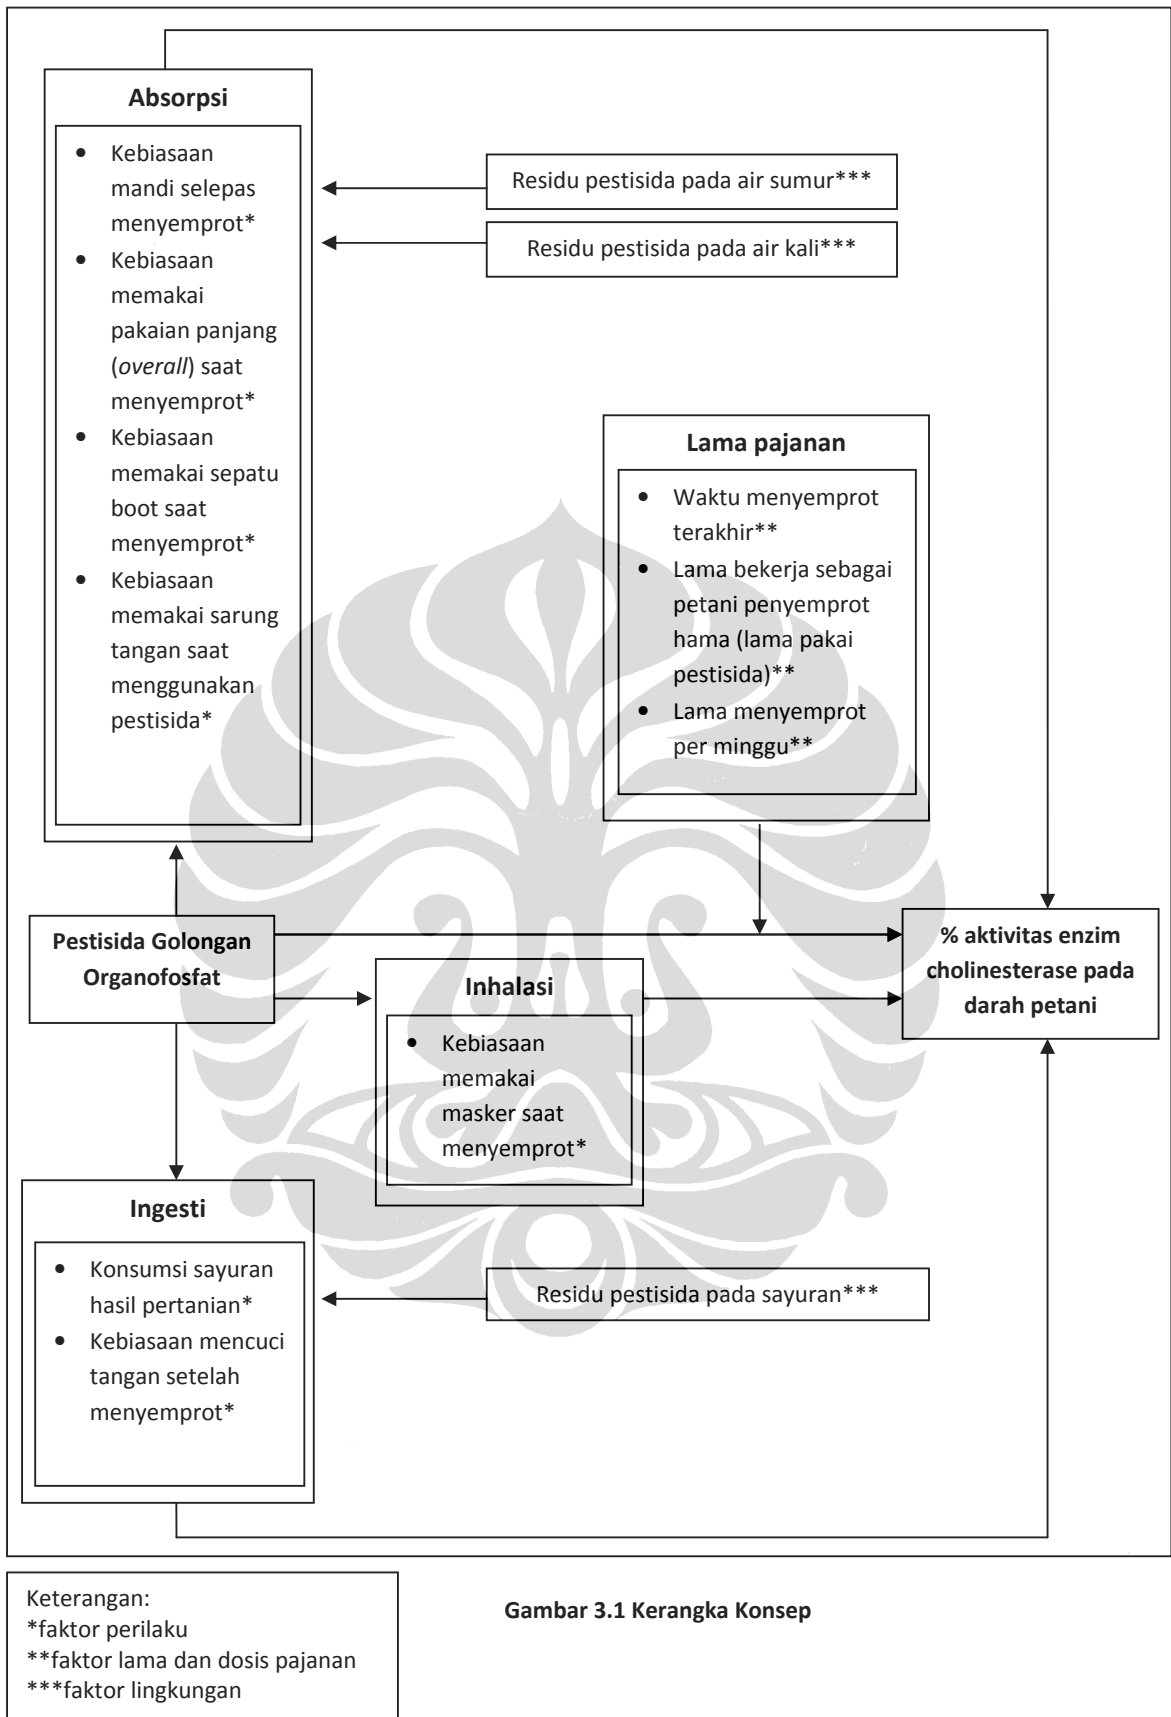 Absorpsi
• Kebiasaan
mandi selepas
menyemprot*
• Kebiasaan
memakai
pakaian panjang
(overall) saat
menyemprot*
• Kebiasaan
memakai sepatu
boot saat
menyemprot*
• Kebiasaan
memakai sarung
tangan saat
menggunakan
pestisida*
Residu pestisida pada air sumur***
Residu pestisida pada air kali***
Lama pajanan
• Waktu menyemprot
terakhir**
• Lama bekerja sebagai
petani penyemprot
hama (lama pakai
pestisida)**
• Lama menyemprot
per minggu**
Pestisida Golongan
Organofosfat
Inhalasi
• Kebiasaan
memakai
masker saat
menyemprot*
% aktivitas enzim
cholinesterase pada
darah petani
Ingesti
• Konsumsi sayuran
hasil pertanian*
• Kebiasaan mencuci
tangan setelah
menyemprot*
Residu pestisida pada sayuran***
Keterangan:
*faktor perilaku
**faktor lama dan dosis pajanan
***faktor lingkungan
Gambar 3.1 Kerangka Konsep